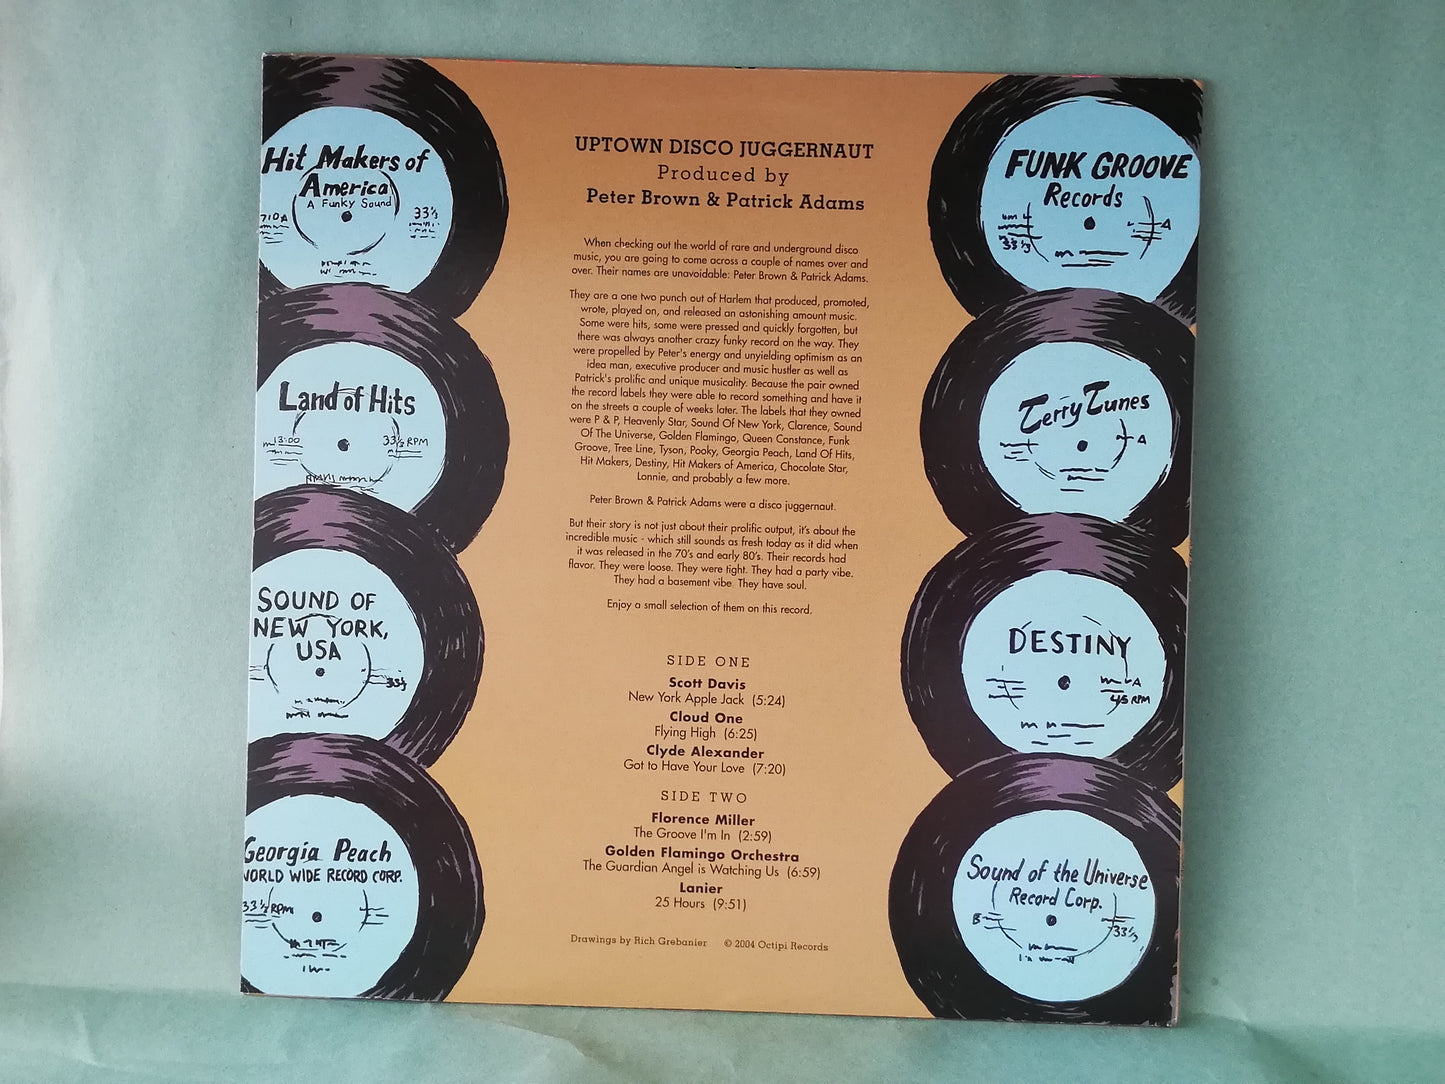 UPTOWN DISCO JUGGERNAUT
Produced by
Peter Brown & Patrick Adams
When checking out the world of rare and underground disco
music, you are going to come across a couple of names over and
over. Their names are unavoidable: Peter Brown & Patrick Adams.
They are a one two punch out of Harlem that produced, promoted,
wrote, played on, and released an astonishing amount music.
Some were hits, some were pressed and quickly forgotten, but
there was always another crazy funky record on the way. They
were propelled by Peter's energy and unyielding optimism as an
idea man, executive producer and music hustler as well as
Patrick's prolific and unique musicality. Because the pair owned
the record labels they were able to record something and have it
on the streets a couple of weeks later. The labels that they owned
were P & P, Heavenly Star, Sound Of New York, Clarence, Sound
Of The Universe, Golden Flamingo, Queen Constance, Funk
Groove, Tree Line, Tyson, Pooky, Georgia Peach, Land Of Hits,
Hit Makers, Destiny, Hit Makers of America, Chocolate Star,
Lonnie, and probably a few more.
Peter Brown & Patrick Adams were a disco juggernaut.
But their story is not just about their prolific output, it's about the
incredible music - which still sounds as fresh today as it did when
it was released in the 70's and early 80's. Their records had
flavor. They were loose. They were tight. They had a party vibe.
They had a basement vibe. They have soul.
Enjoy a small selection of them on this record.
SIDE ONE
Scott Davis
New York Apple Jack (5:24)
Cloud One
Flying High (6:25)
Clyde Alexander
Got to Have Your Love (7:20)
SIDE TWO
Florence Miller
The Groove I'm In (2:59)
Golden Flamingo Orchestra
The Guardian Angel is Watching Us (6:59)
Lanier
25 Hours (9:51)
Drawings by Rich Grebanier © 2004 Octipi Records
Hit Makers of
America
A Funky Sound
710A
33⅓
Land of Hits
13:00
33⅓ RPM
SOUND OF
NEW YORK,
USA
33⅓
Georgia Peach
WORLD WIDE RECORD CORP.
33⅓ RPM
FUNK GROOVE
Records
A
33⅓
Terry Tunes
A
DESTINY
A
45 RPM
Sound of the Universe
Record Corp.
B
33⅓